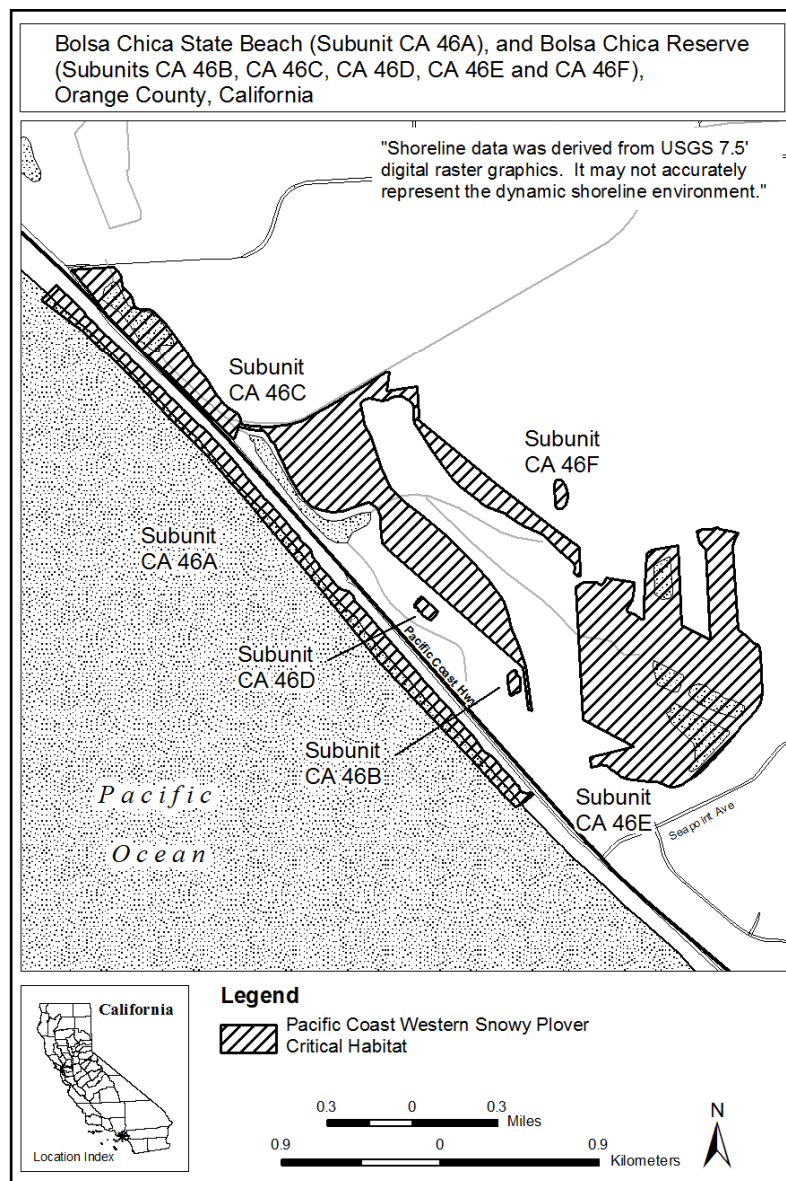 Bolsa Chica State Beach (Subunit CA 46A), and Bolsa Chica Reserve
(Subunits CA 46B, CA 46C, CA 46D, CA 46E and CA 46F),
Orange County, California
"Shoreline data was derived from USGS 7.5'
digital raster graphics. It may not accurately
represent the dynamic shoreline environment."
Subunit
CA 46C
Subunit
CA 46F
Subunit
CA 46A
Subunit
CA 46D
Pacific Coast Hwy
Subunit
CA 46B
Subunit
CA 46E
Seapoint Ave
Pacific
Ocean
California
Location Index
Legend
Pacific Coast Western Snowy Plover
Critical Habitat
0.3 0 0.3
Miles
0.9 0 0.9
Kilometers
N